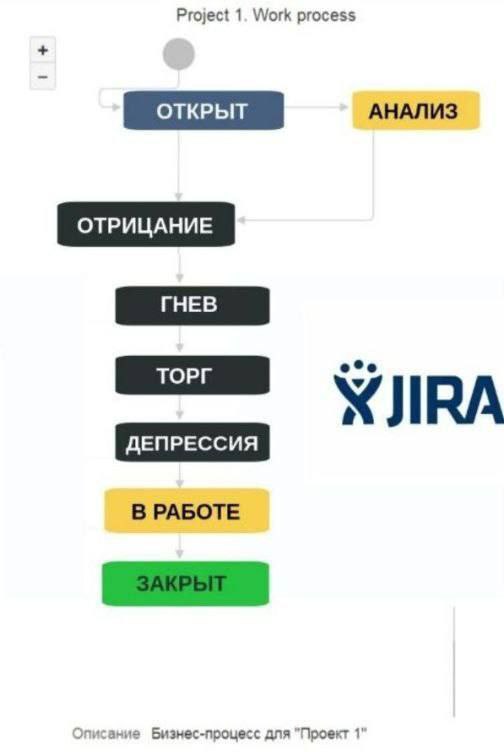 Project 1. Work process
+
−
ОТКРЫТ
АНАЛИЗ
ОТРИЦАНИЕ
ГНЕВ
ТОРГ
JIRA
ДЕПРЕССИЯ
В РАБОТЕ
ЗАКРЫТ
Описание Бизнес-процесс для "Проект 1"